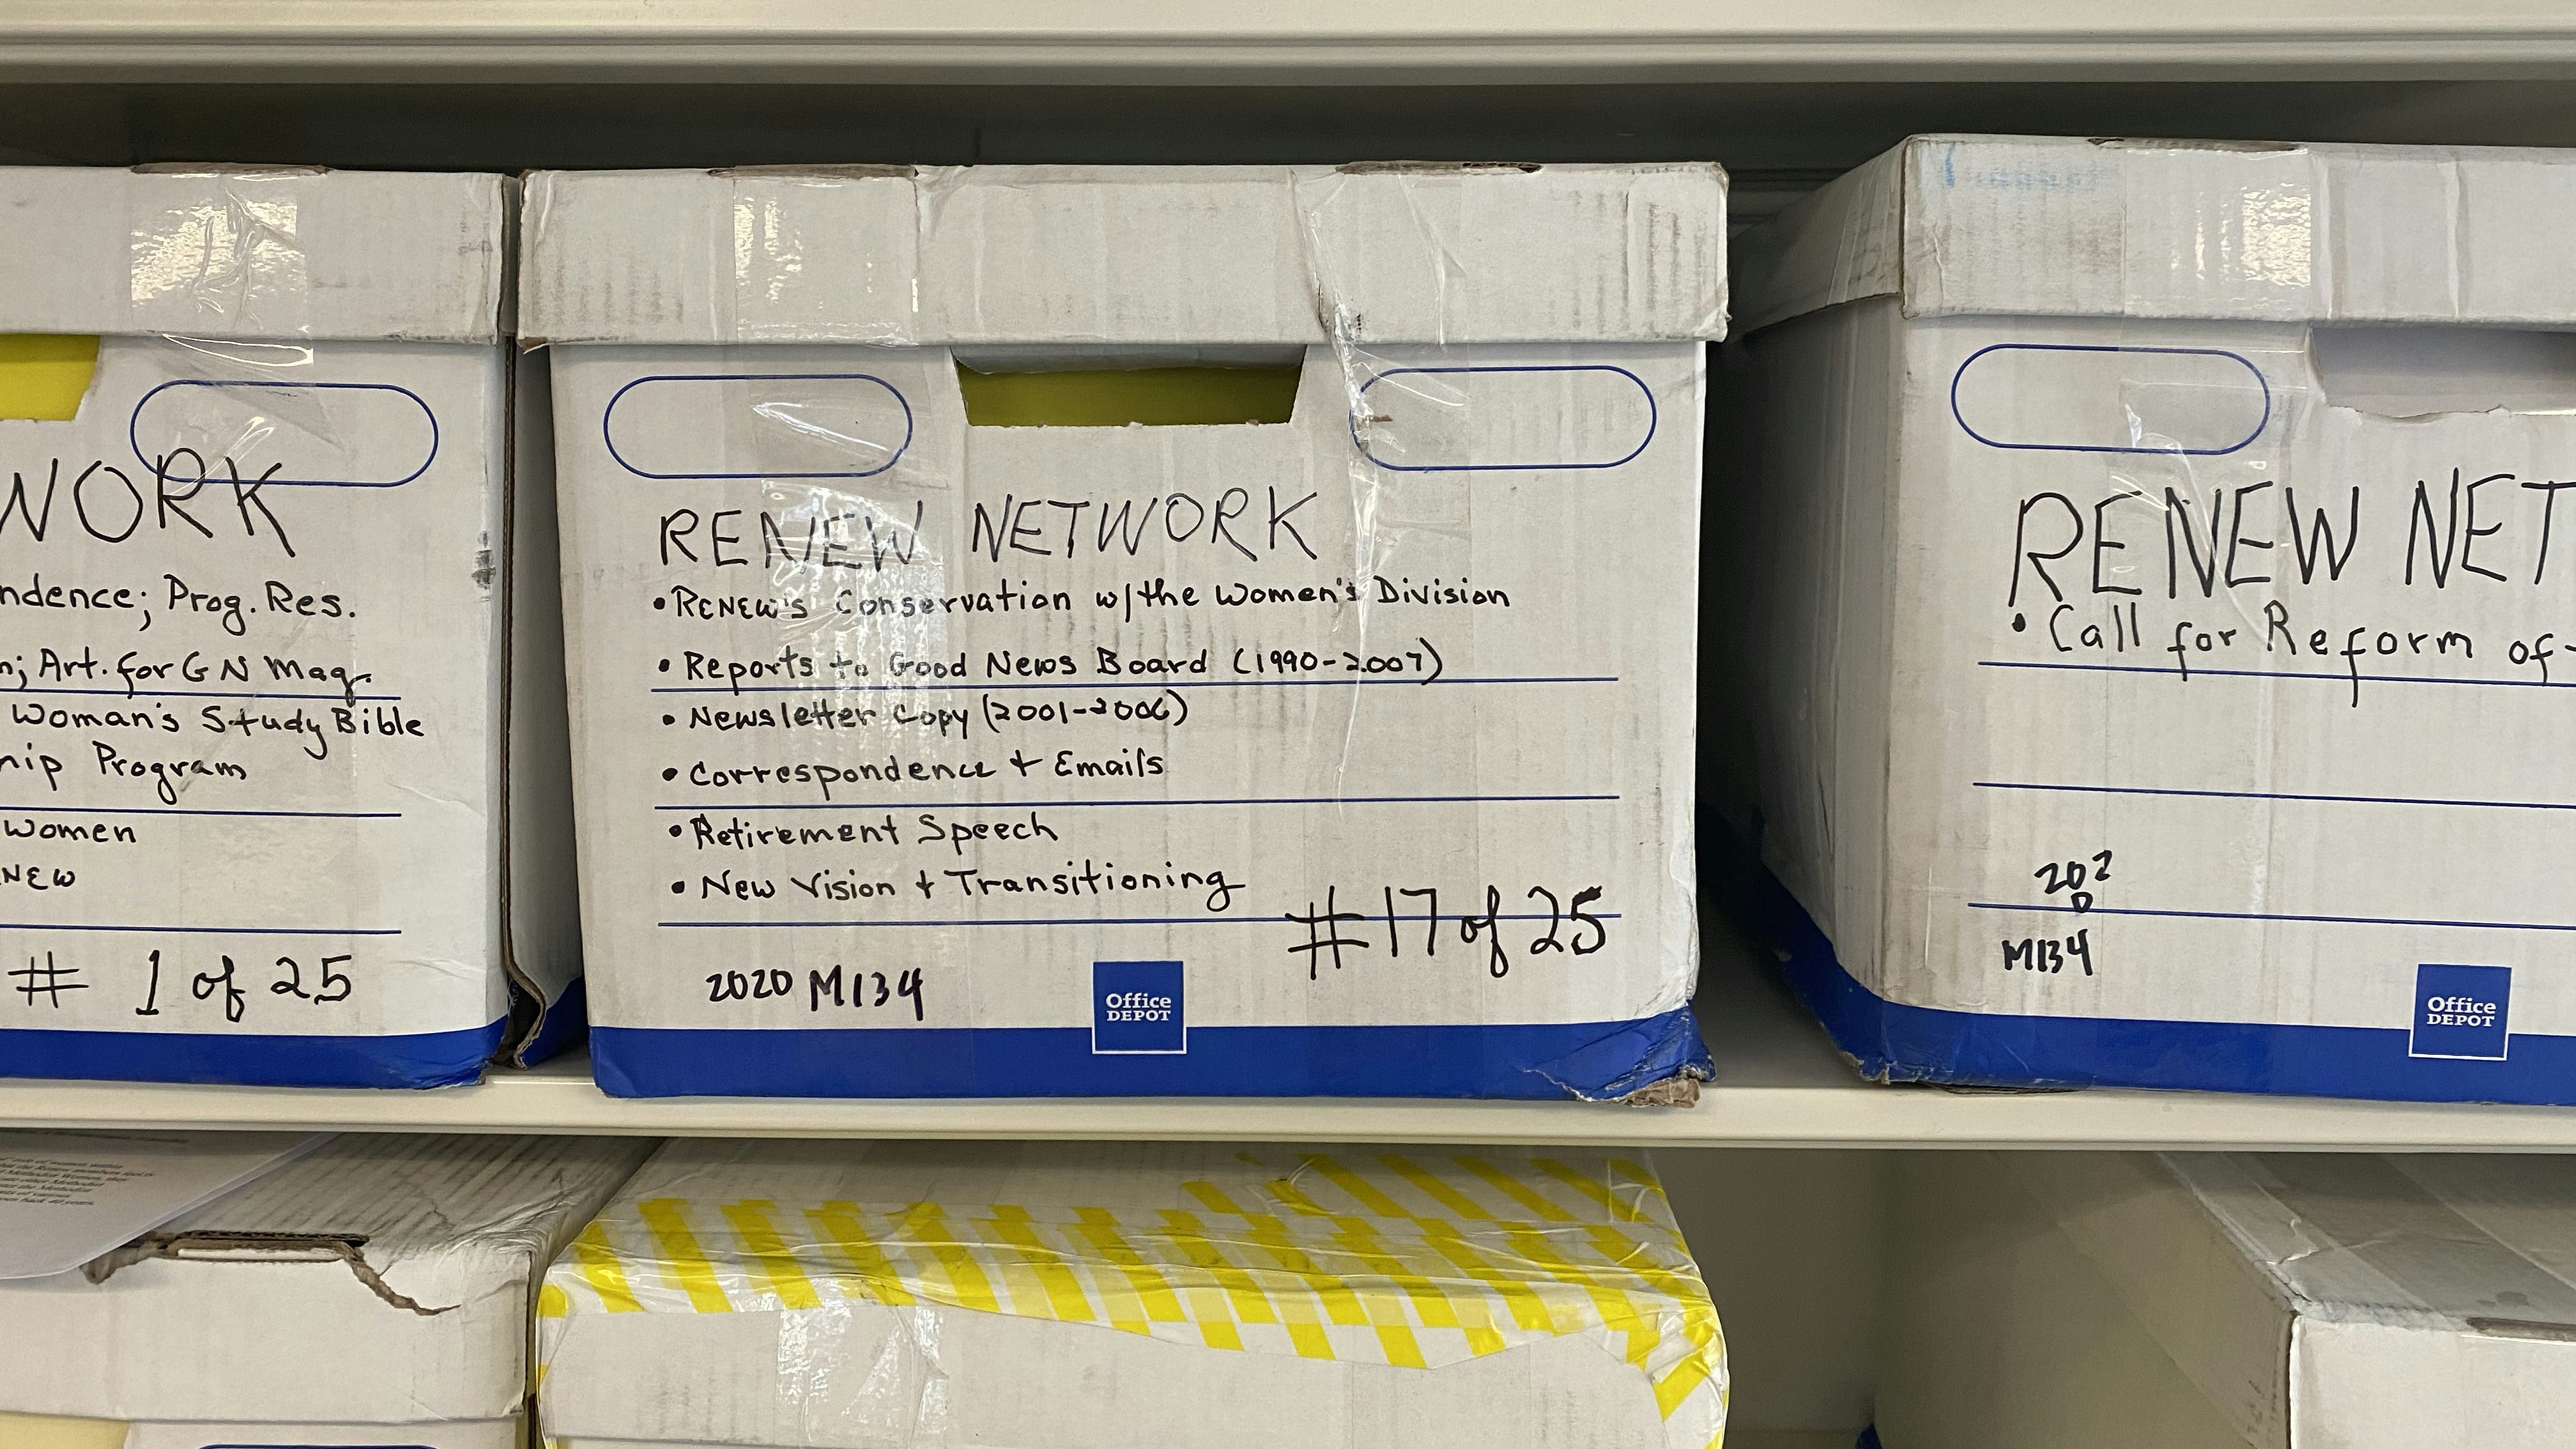 WORK
ndence; Prog. Res.
n; Art. for G N Mag.
Woman's Study Bible
hip Program
Women
NEW
# 1 of 25
RENEW NETWORK
• RENEW'S Conservation w/the Women's Division
• Reports to Good News Board (1990-2007)
• Newsletter Copy (2001-2006)
• Correspondence + Emails
• Retirement Speech
• New Vision + Transitioning
#17 of 25
2020 M134
Office
DEPOT
RENEW NET
• Call for Reform of
2020
M134
Office
DEPOT